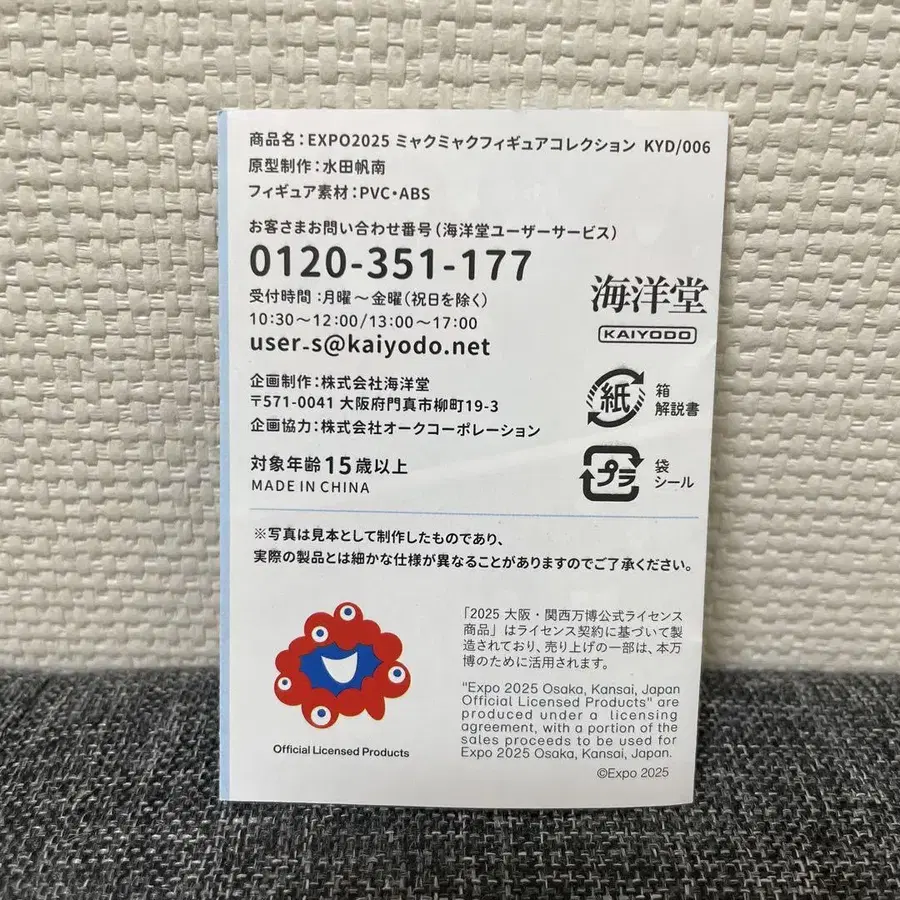 商品名：EXPO2025 ミャクミャクフィギュアコレクション KYD/006
原型制作：水田帆南
フィギュア素材：PVC・ABS
お客さまお問い合わせ番号（海洋堂ユーザーサービス）
0120-351-177
受付時間：月曜～金曜（祝日を除く）
10:30～12:00/13:00～17:00
user_s@kaiyodo.net
海洋堂
KAIYODO
企画制作：株式会社海洋堂
〒571-0041 大阪府門真市柳町19-3
企画協力：株式会社オークコーポレーション
紙
箱
解説書
対象年齢15歳以上
MADE IN CHINA
プラ
袋
シール
※写真は見本として制作したものであり、
実際の製品とは細かな仕様が異なることがありますのでご了承ください。
「2025 大阪・関西万博公式ライセンス
商品」はライセンス契約に基づいて製
造されており、売り上げの一部は、本万
博のために活用されます。
"Expo 2025 Osaka, Kansai, Japan
Official Licensed Products" are
produced under a licensing
agreement, with a portion of the
sales proceeds to be used for
Expo 2025 Osaka, Kansai, Japan.
©Expo 2025
Official Licensed Products